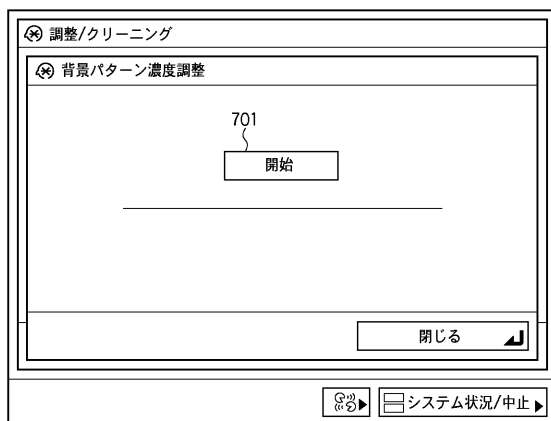 調整/クリーニング
背景パターン濃度調整
701
開始
閉じる
システム状況/中止